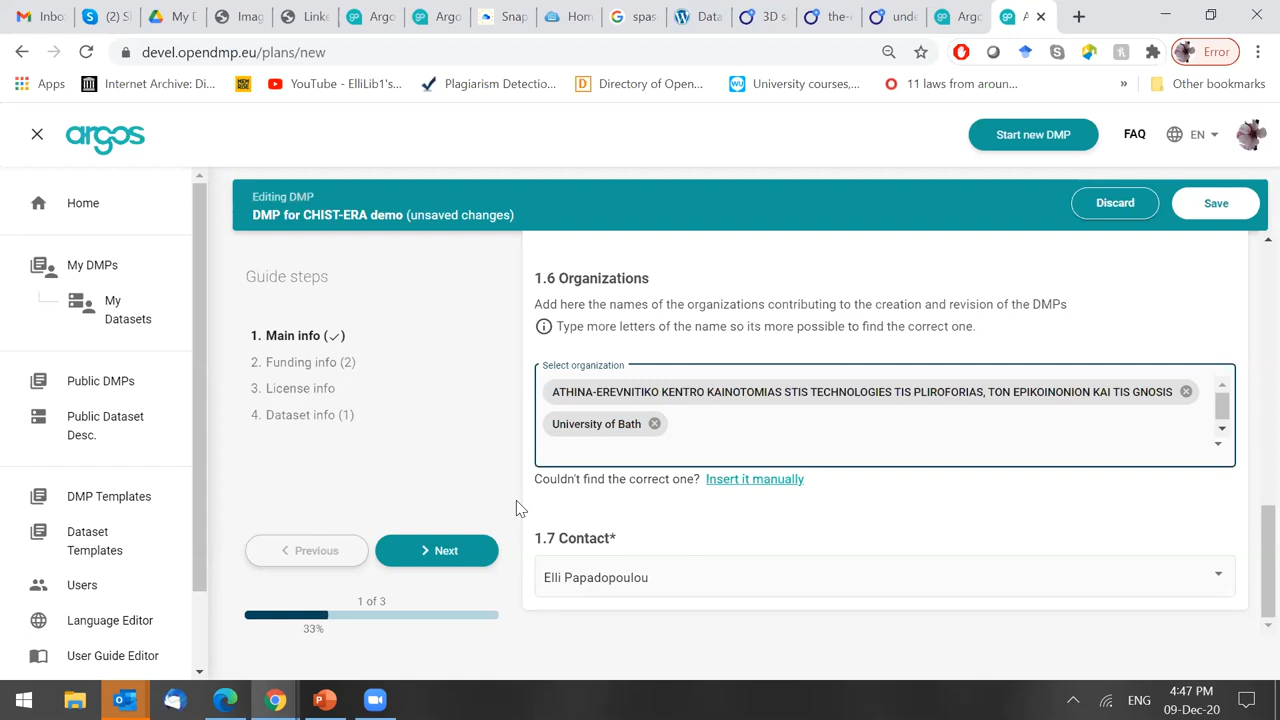 Inbo
(2) S
My D
Imag
Linke
Argo
Argo
Snap
Hom
spas
Data
3D s
the-
und
Argo
A
devel.opendmp.eu/plans/new
Error
Apps
Internet Archive: Di...
YouTube - ElliLib1's...
Plagiarism Detectio...
Directory of Open...
University courses,...
11 laws from aroun...
»
Other bookmarks
argos
Start new DMP
FAQ
EN
Home
My DMPs
My
Datasets
Public DMPs
Public Dataset
Desc.
DMP Templates
Dataset
Templates
Users
Language Editor
User Guide Editor
Editing DMP
DMP for CHIST-ERA demo (unsaved changes)
Discard
Save
Guide steps
1. Main info (✓)
2. Funding info (2)
3. License info
4. Dataset info (1)
Previous
Next
1 of 3
33%
1.6 Organizations
Add here the names of the organizations contributing to the creation and revision of the DMPs
Type more letters of the name so its more possible to find the correct one.
Select organization
ATHINA-EREVNITIKO KENTRO KAINOTOMIAS STIS TECHNOLOGIES TIS PLIROFORIAS, TON EPIKOINONION KAI TIS GNOSIS
University of Bath
Couldn't find the correct one? Insert it manually
1.7 Contact*
Elli Papadopoulou
ENG
4:47 PM
09-Dec-20